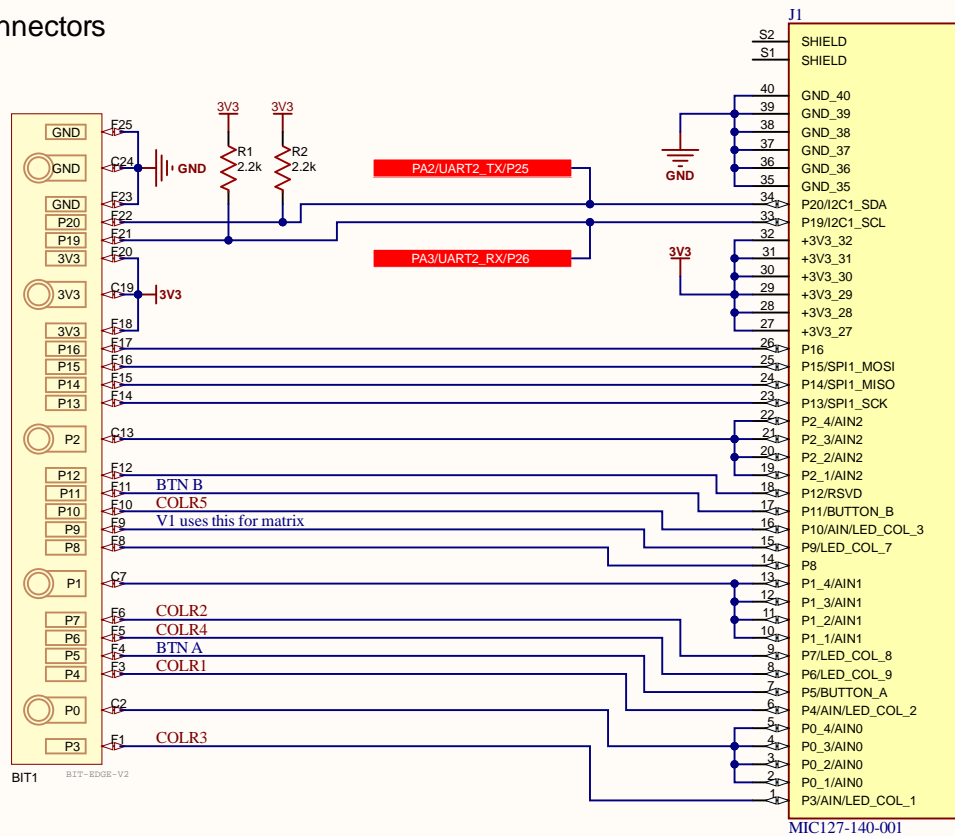 nnectors
J1
S2 SHIELD
S1 SHIELD
40 GND_40
39 GND_39
38 GND_38
37 GND_37
36 GND_36
35 GND_35
34 P20/I2C1_SDA
33 P19/I2C1_SCL
32 +3V3_32
31 +3V3_31
30 +3V3_30
29 +3V3_29
28 +3V3_28
27 +3V3_27
26 P16
25 P15/SPI1_MOSI
24 P14/SPI1_MISO
23 P13/SPI1_SCK
22 P2_4/AIN2
21 P2_3/AIN2
20 P2_2/AIN2
19 P2_1/AIN2
18 P12/RSVD
17 P11/BUTTON_B
16 P10/AIN/LED_COL_3
15 P9/LED_COL_7
14 P8
13 P1_4/AIN1
12 P1_3/AIN1
11 P1_2/AIN1
10 P1_1/AIN1
9 P7/LED_COL_8
8 P6/LED_COL_9
7 P5/BUTTON_A
6 P4/AIN/LED_COL_2
5 P0_4/AIN0
4 P0_3/AIN0
3 P0_2/AIN0
2 P0_1/AIN0
1 P3/AIN/LED_COL_1
MIC127-140-001
GND
3V3
PA2/UART2_TX/P25
PA3/UART2_RX/P26
3V3
R1
2.2k
3V3
R2
2.2k
GND
3V3
GND F25
GND C24
GND F23
P20 F22
P19 F21
3V3 F20
3V3 C19
3V3 F18
P16 F17
P15 F16
P14 F15
P13 F14
P2 C13
P12 F12
P11 F11 BTN B
P10 F10 COLR5
P9 F9 V1 uses this for matrix
P8 F8
P1 C7
P7 F6 COLR2
P6 F5 COLR4
P5 F4 BTN A
P4 F3 COLR1
P0 C2
P3 F1 COLR3
BIT1
BIT-EDGE-V2